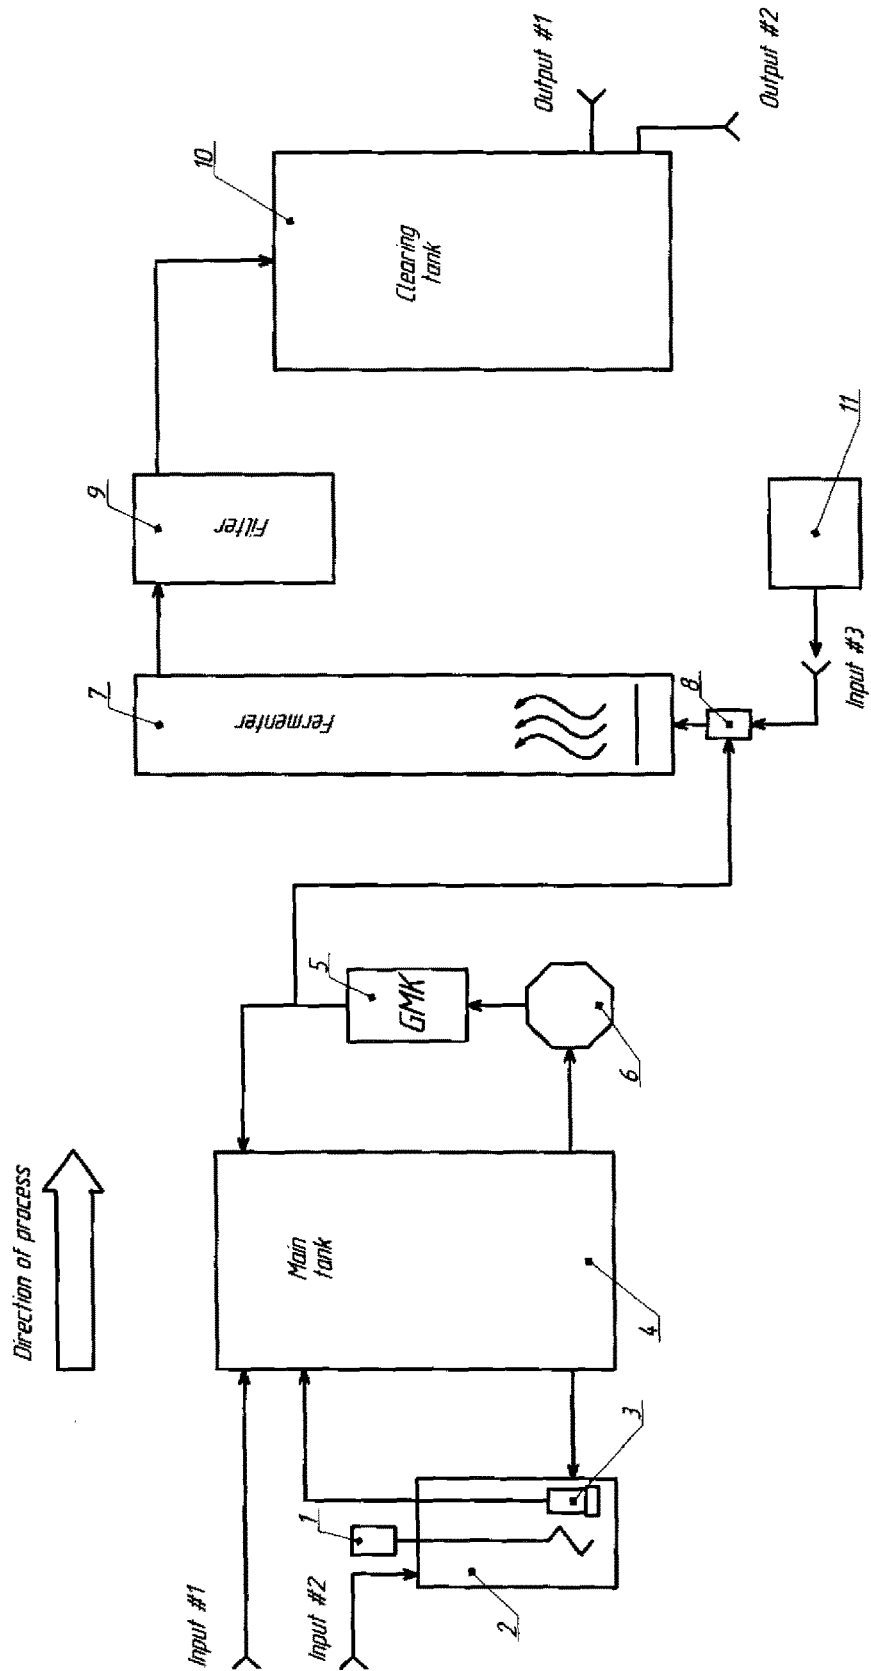 Direction of process
Input #1
Input #2
1
2
3
Main
tank
4
5
GMK
6
7
Fermenter
8
Input #3
9
Filter
10
Clearing
tank
11
Output #1
Output #2